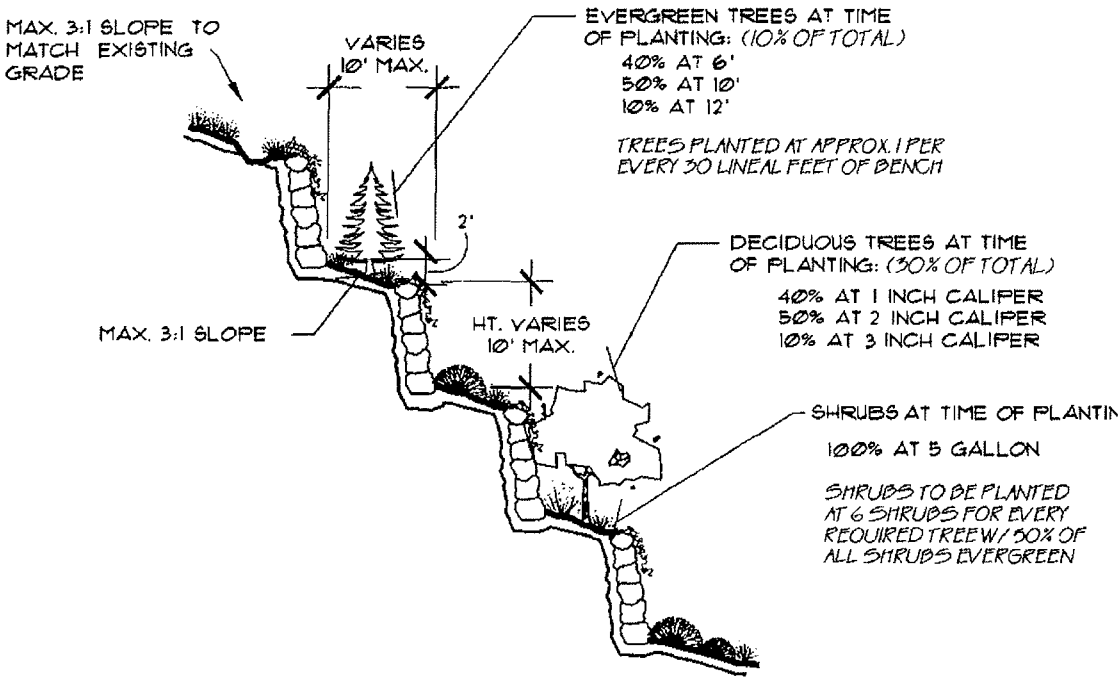 MAX. 3:1 SLOPE TO
MATCH EXISTING
GRADE
VARIES
10' MAX.
EVERGREEN TREES AT TIME
OF PLANTING: (10% OF TOTAL)
40% AT 6'
50% AT 10'
10% AT 12'
TREES PLANTED AT APPROX. 1 PER
EVERY 30 LINEAL FEET OF BENCH
2'
DECIDUOUS TREES AT TIME
OF PLANTING: (30% OF TOTAL)
40% AT 1 INCH CALIPER
50% AT 2 INCH CALIPER
10% AT 3 INCH CALIPER
MAX. 3:1 SLOPE
HT. VARIES
10' MAX.
SHRUBS AT TIME OF PLANTIN
100% AT 5 GALLON
SHRUBS TO BE PLANTED
AT 6 SHRUBS FOR EVERY
REQUIRED TREE W/ 50% OF
ALL SHRUBS EVERGREEN